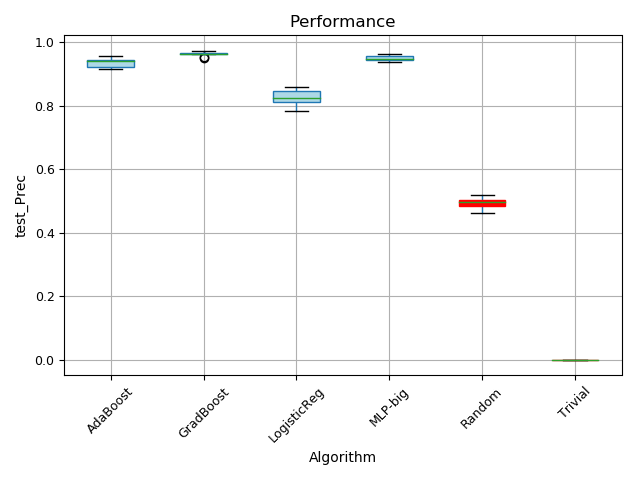 Performance
1.0
0.8
0.6
0.4
0.2
0.0
test_Prec
AdaBoost
GradBoost
LogisticReg
MLP-big
Random
Trivial
Algorithm